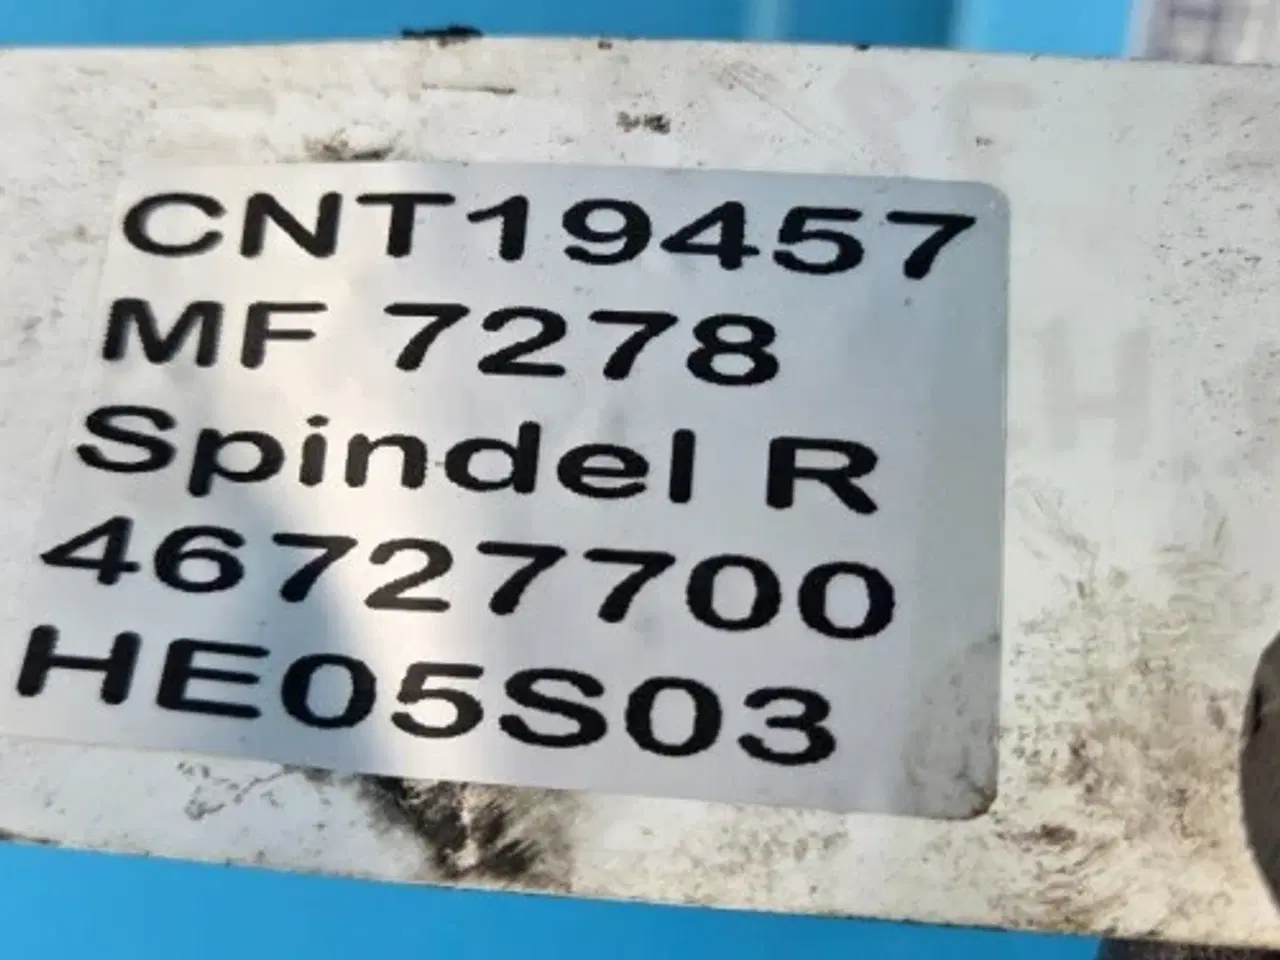 CNT19457
MF 7278
Spindel R
46727700
HE05S03